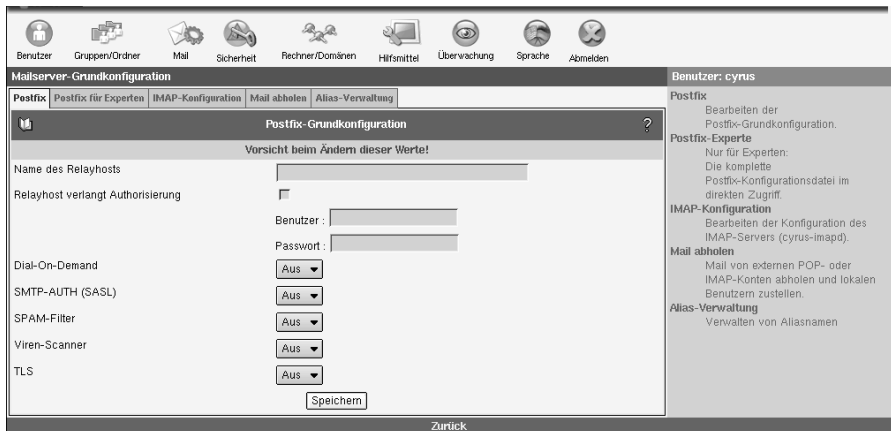 Benutzer Gruppen/Ordner Mail Sicherheit Rechner/Domänen Hilfsmittel Überwachung Sprache Abmelden
Mailserver-Grundkonfiguration
Postfix Postfix für Experten IMAP-Konfiguration Mail abholen Alias-Verwaltung
Postfix-Grundkonfiguration ?
Vorsicht beim Ändern dieser Werte!
Name des Relayhosts
Relayhost verlangt Authorisierung
Benutzer :
Passwort :
Dial-On-Demand Aus
SMTP-AUTH (SASL) Aus
SPAM-Filter Aus
Viren-Scanner Aus
TLS Aus
Speichern
Benutzer: cyrus
Postfix
Bearbeiten der
Postfix-Grundkonfiguration.
Postfix-Experte
Nur für Experten:
Die komplette
Postfix-Konfigurationsdatei im
direkten Zugriff.
IMAP-Konfiguration
Bearbeiten der Konfiguration des
IMAP-Servers (cyrus-imapd).
Mail abholen
Mail von externen POP- oder
IMAP-Konten abholen und lokalen
Benutzern zustellen.
Alias-Verwaltung
Verwalten von Aliasnamen
Zurück